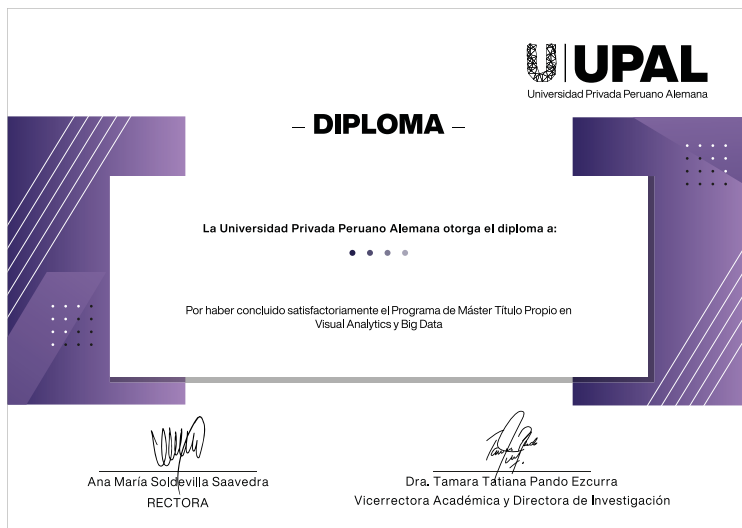 UPAL
Universidad Privada Peruano Alemana
– DIPLOMA –
La Universidad Privada Peruano Alemana otorga el diploma a:
Por haber concluido satisfactoriamente el Programa de Máster Título Propio en
Visual Analytics y Big Data
Ana María Soldevilla Saavedra
RECTORA
Dra. Tamara Tatiana Pando Ezcurra
Vicerrectora Académica y Directora de Investigación